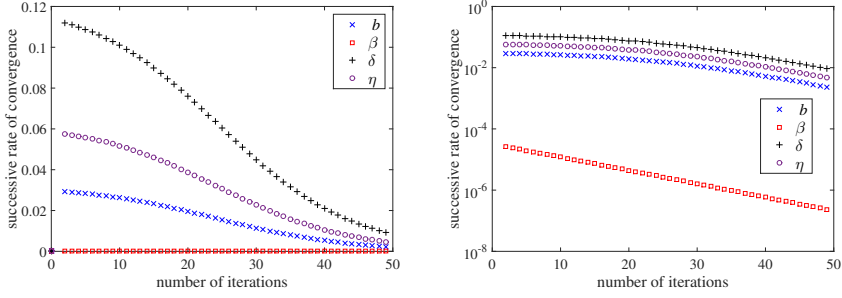 successive rate of convergence
0.12
0.1
0.08
0.06
0.04
0.02
0
0 10 20 30 40 50
number of iterations
b
β
δ
η
successive rate of convergence
10^0
10^-2
10^-4
10^-6
10^-8
0 10 20 30 40 50
number of iterations
b
β
δ
η